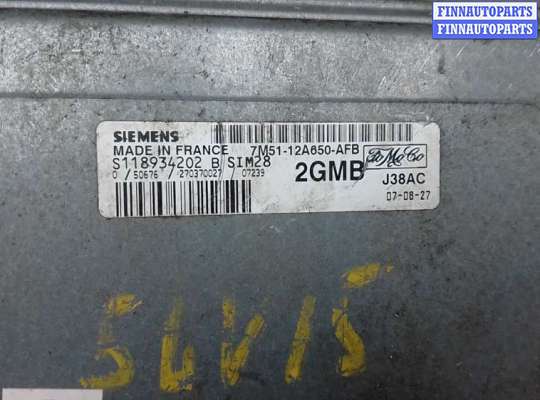 FINNAUTOPARTS
FINNAUTOPARTS
SIEMENS
MADE IN FRANCE 7M51-12A650-AFB
S118934202 B SIM28
0 / 50676 / 270370027 / 07239
2GMB
FoMoCo
J38AC
07-08-27